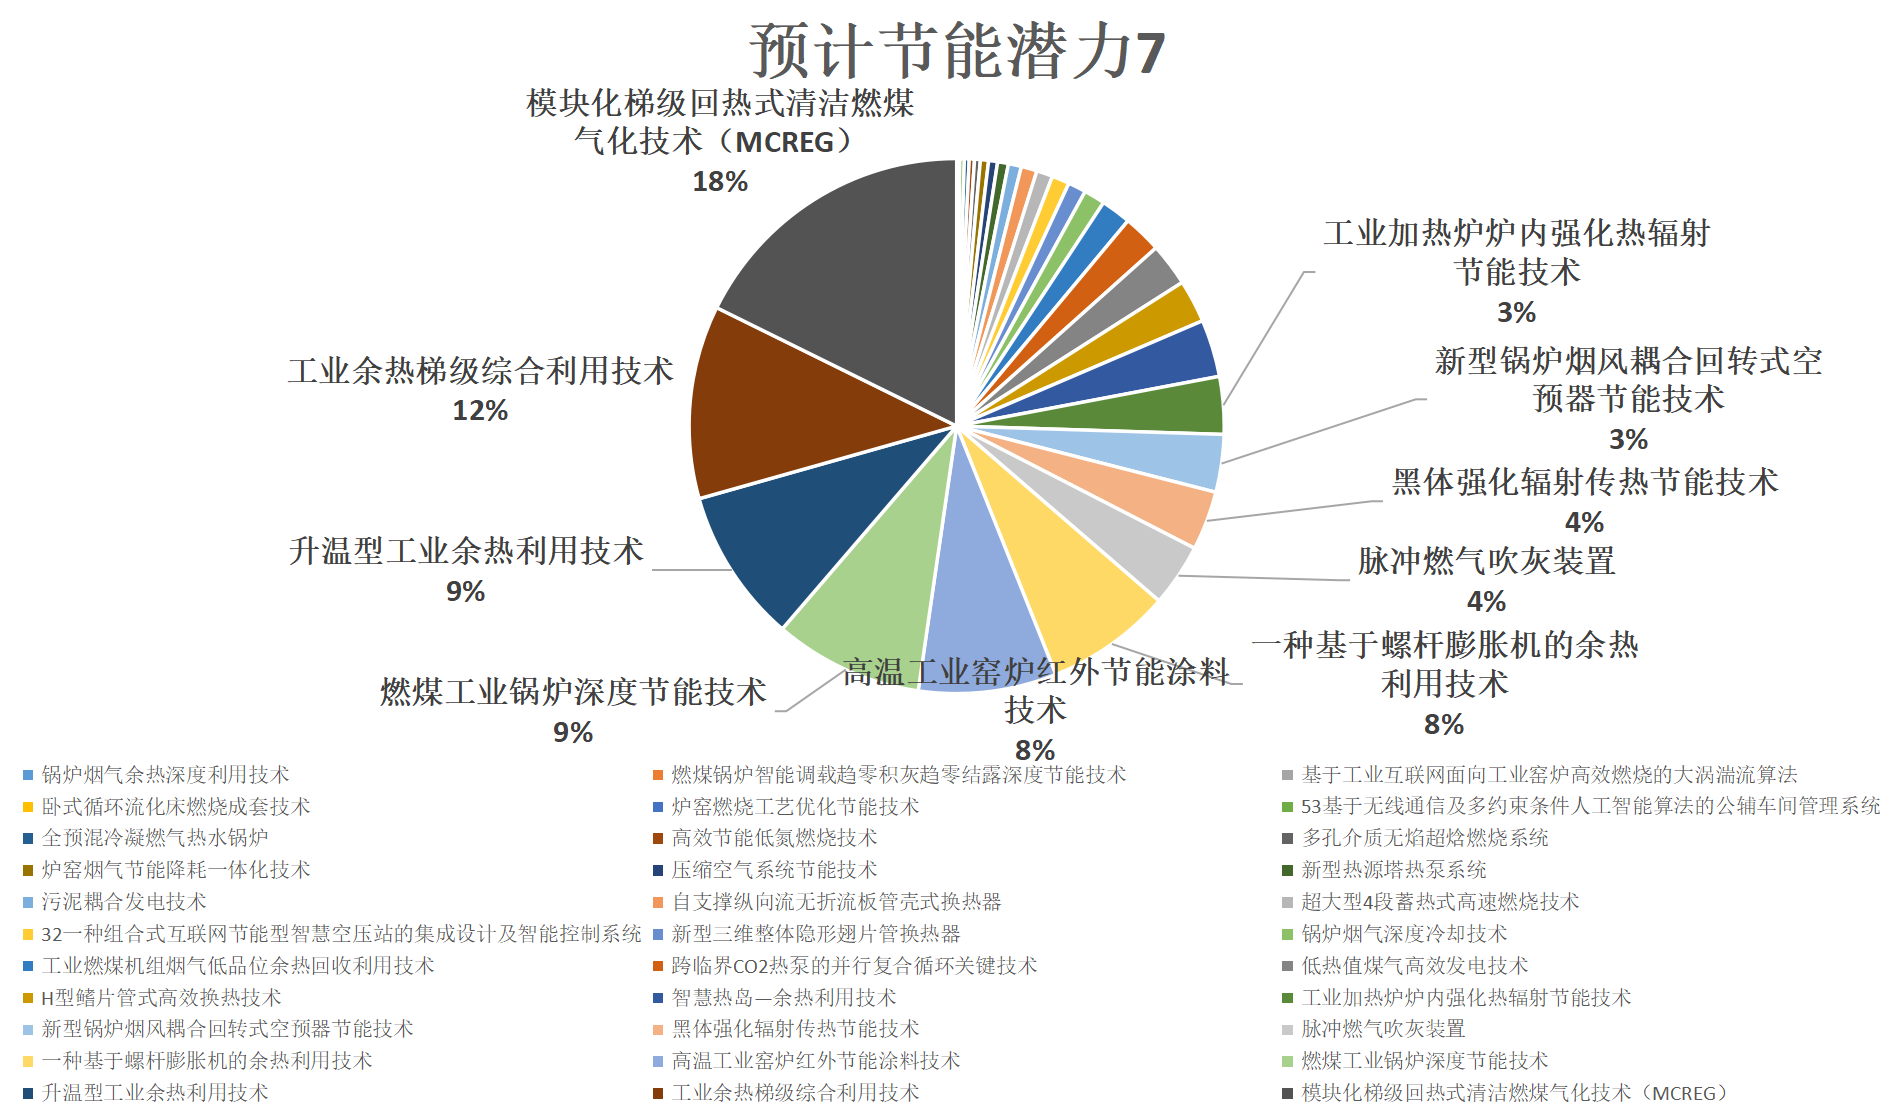 预计节能潜力7
模块化梯级回热式清洁燃煤
气化技术（MCREG）
18%
工业加热炉炉内强化热辐射
节能技术
3%
新型锅炉烟风耦合回转式空
预器节能技术
3%
工业余热梯级综合利用技术
12%
黑体强化辐射传热节能技术
4%
升温型工业余热利用技术
9%
脉冲燃气吹灰装置
4%
一种基于螺杆膨胀机的余热
利用技术
8%
高温工业窑炉红外节能涂料
技术
8%
燃煤工业锅炉深度节能技术
9%
锅炉烟气余热深度利用技术
燃煤锅炉智能调载趋零积灰趋零结露深度节能技术
基于工业互联网面向工业窑炉高效燃烧的大涡湍流算法
卧式循环流化床燃烧成套技术
炉窑燃烧工艺优化节能技术
53基于无线通信及多约束条件人工智能算法的公辅车间管理系统
全预混冷凝燃气热水锅炉
高效节能低氮燃烧技术
多孔介质无焰超焓燃烧系统
炉窑烟气节能降耗一体化技术
压缩空气系统节能技术
新型热源塔热泵系统
污泥耦合发电技术
自支撑纵向流无折流板管壳式换热器
超大型4段蓄热式高速燃烧技术
32一种组合式互联网节能型智慧空压站的集成设计及智能控制系统
新型三维整体隐形翅片管换热器
锅炉烟气深度冷却技术
工业燃煤机组烟气低品位余热回收利用技术
跨临界CO2热泵的并行复合循环关键技术
低热值煤气高效发电技术
H型鳍片管式高效换热技术
智慧热岛—余热利用技术
工业加热炉炉内强化热辐射节能技术
新型锅炉烟风耦合回转式空预器节能技术
黑体强化辐射传热节能技术
脉冲燃气吹灰装置
一种基于螺杆膨胀机的余热利用技术
高温工业窑炉红外节能涂料技术
燃煤工业锅炉深度节能技术
升温型工业余热利用技术
工业余热梯级综合利用技术
模块化梯级回热式清洁燃煤气化技术（MCREG）